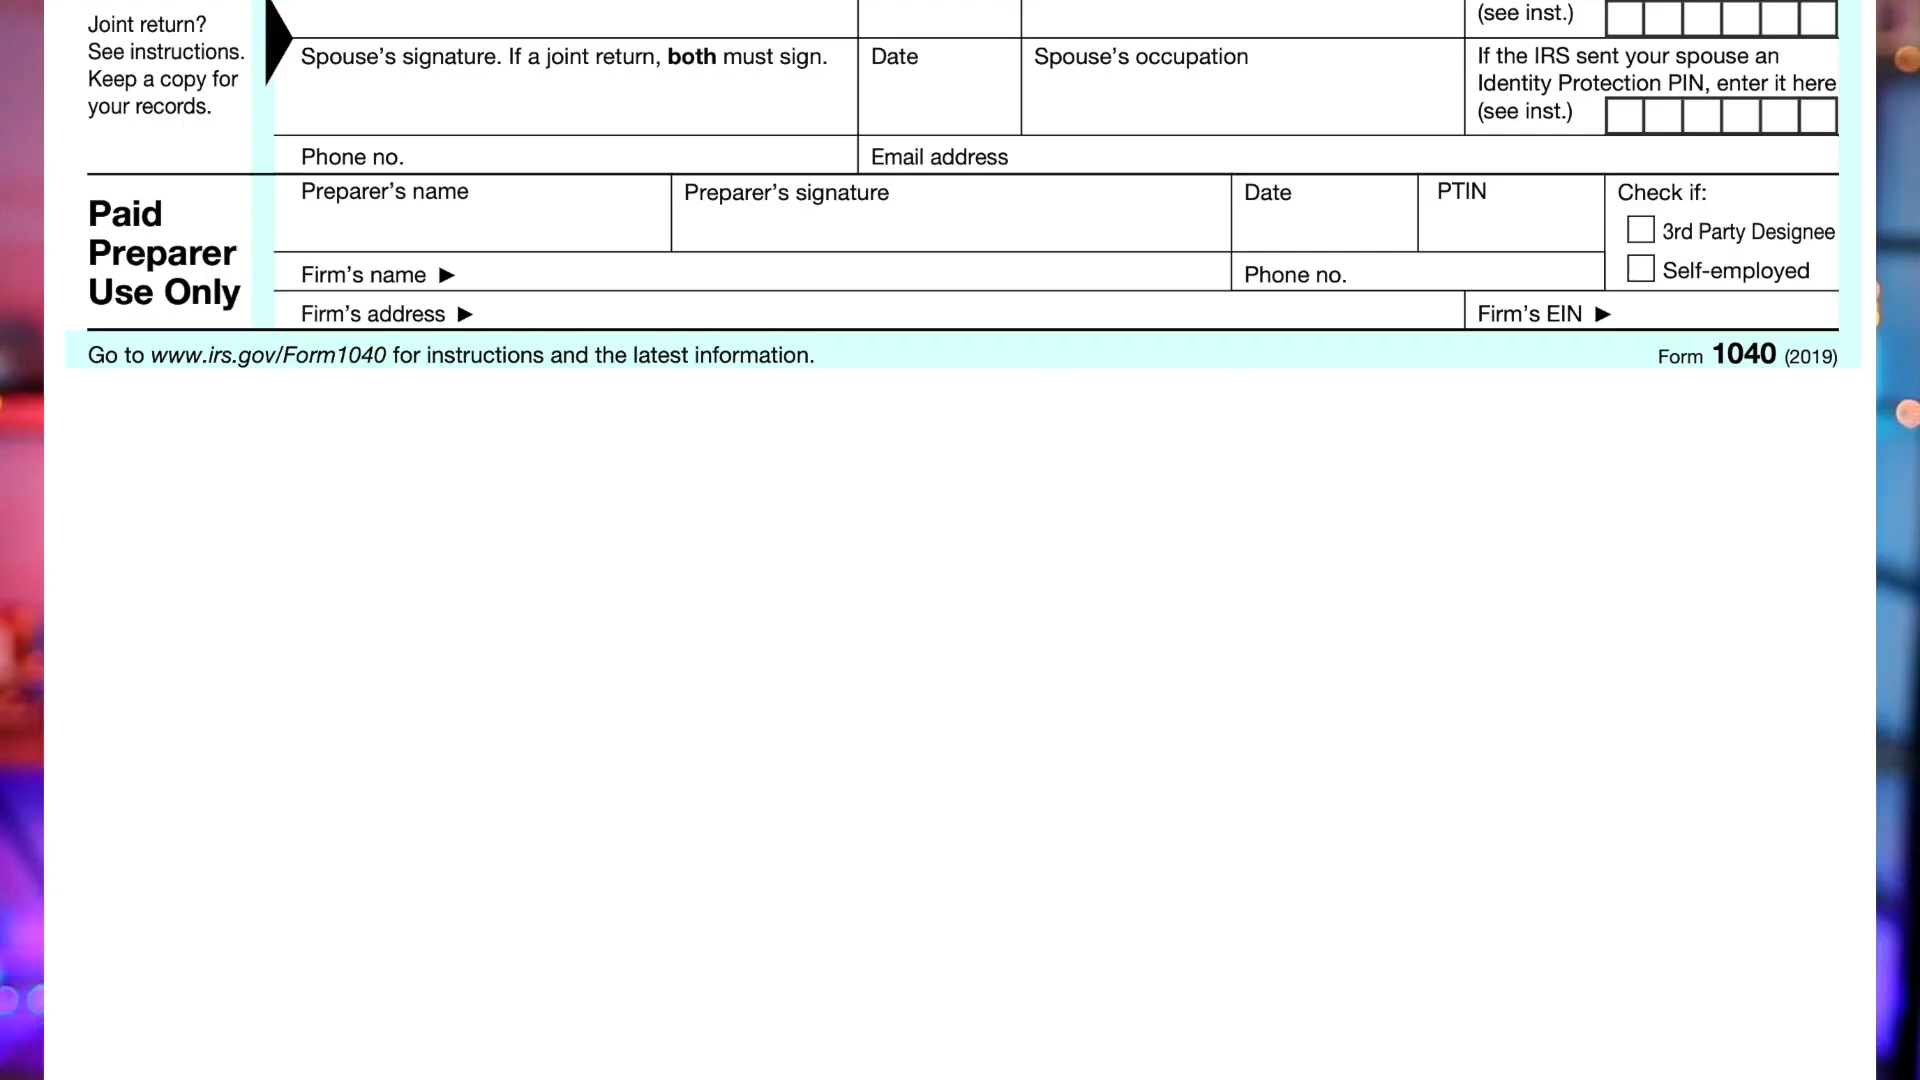 Joint return?
See instructions.
Keep a copy for
your records.
(see inst.)
Spouse’s signature. If a joint return, both must sign.
Date
Spouse’s occupation
If the IRS sent your spouse an
Identity Protection PIN, enter it here
(see inst.)
Phone no.
Email address
Paid
Preparer
Use Only
Preparer’s name
Preparer’s signature
Date
PTIN
Check if:
3rd Party Designee
Self-employed
Firm’s name ▶
Phone no.
Firm’s address ▶
Firm’s EIN ▶
Go to www.irs.gov/Form1040 for instructions and the latest information.
Form 1040 (2019)